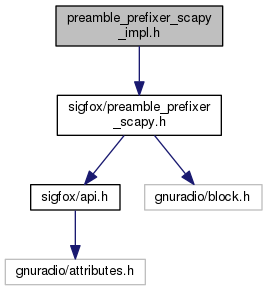 preamble_prefixer_scapy
_impl.h
sigfox/preamble_prefixer
_scapy.h
sigfox/api.h
gnuradio/block.h
gnuradio/attributes.h